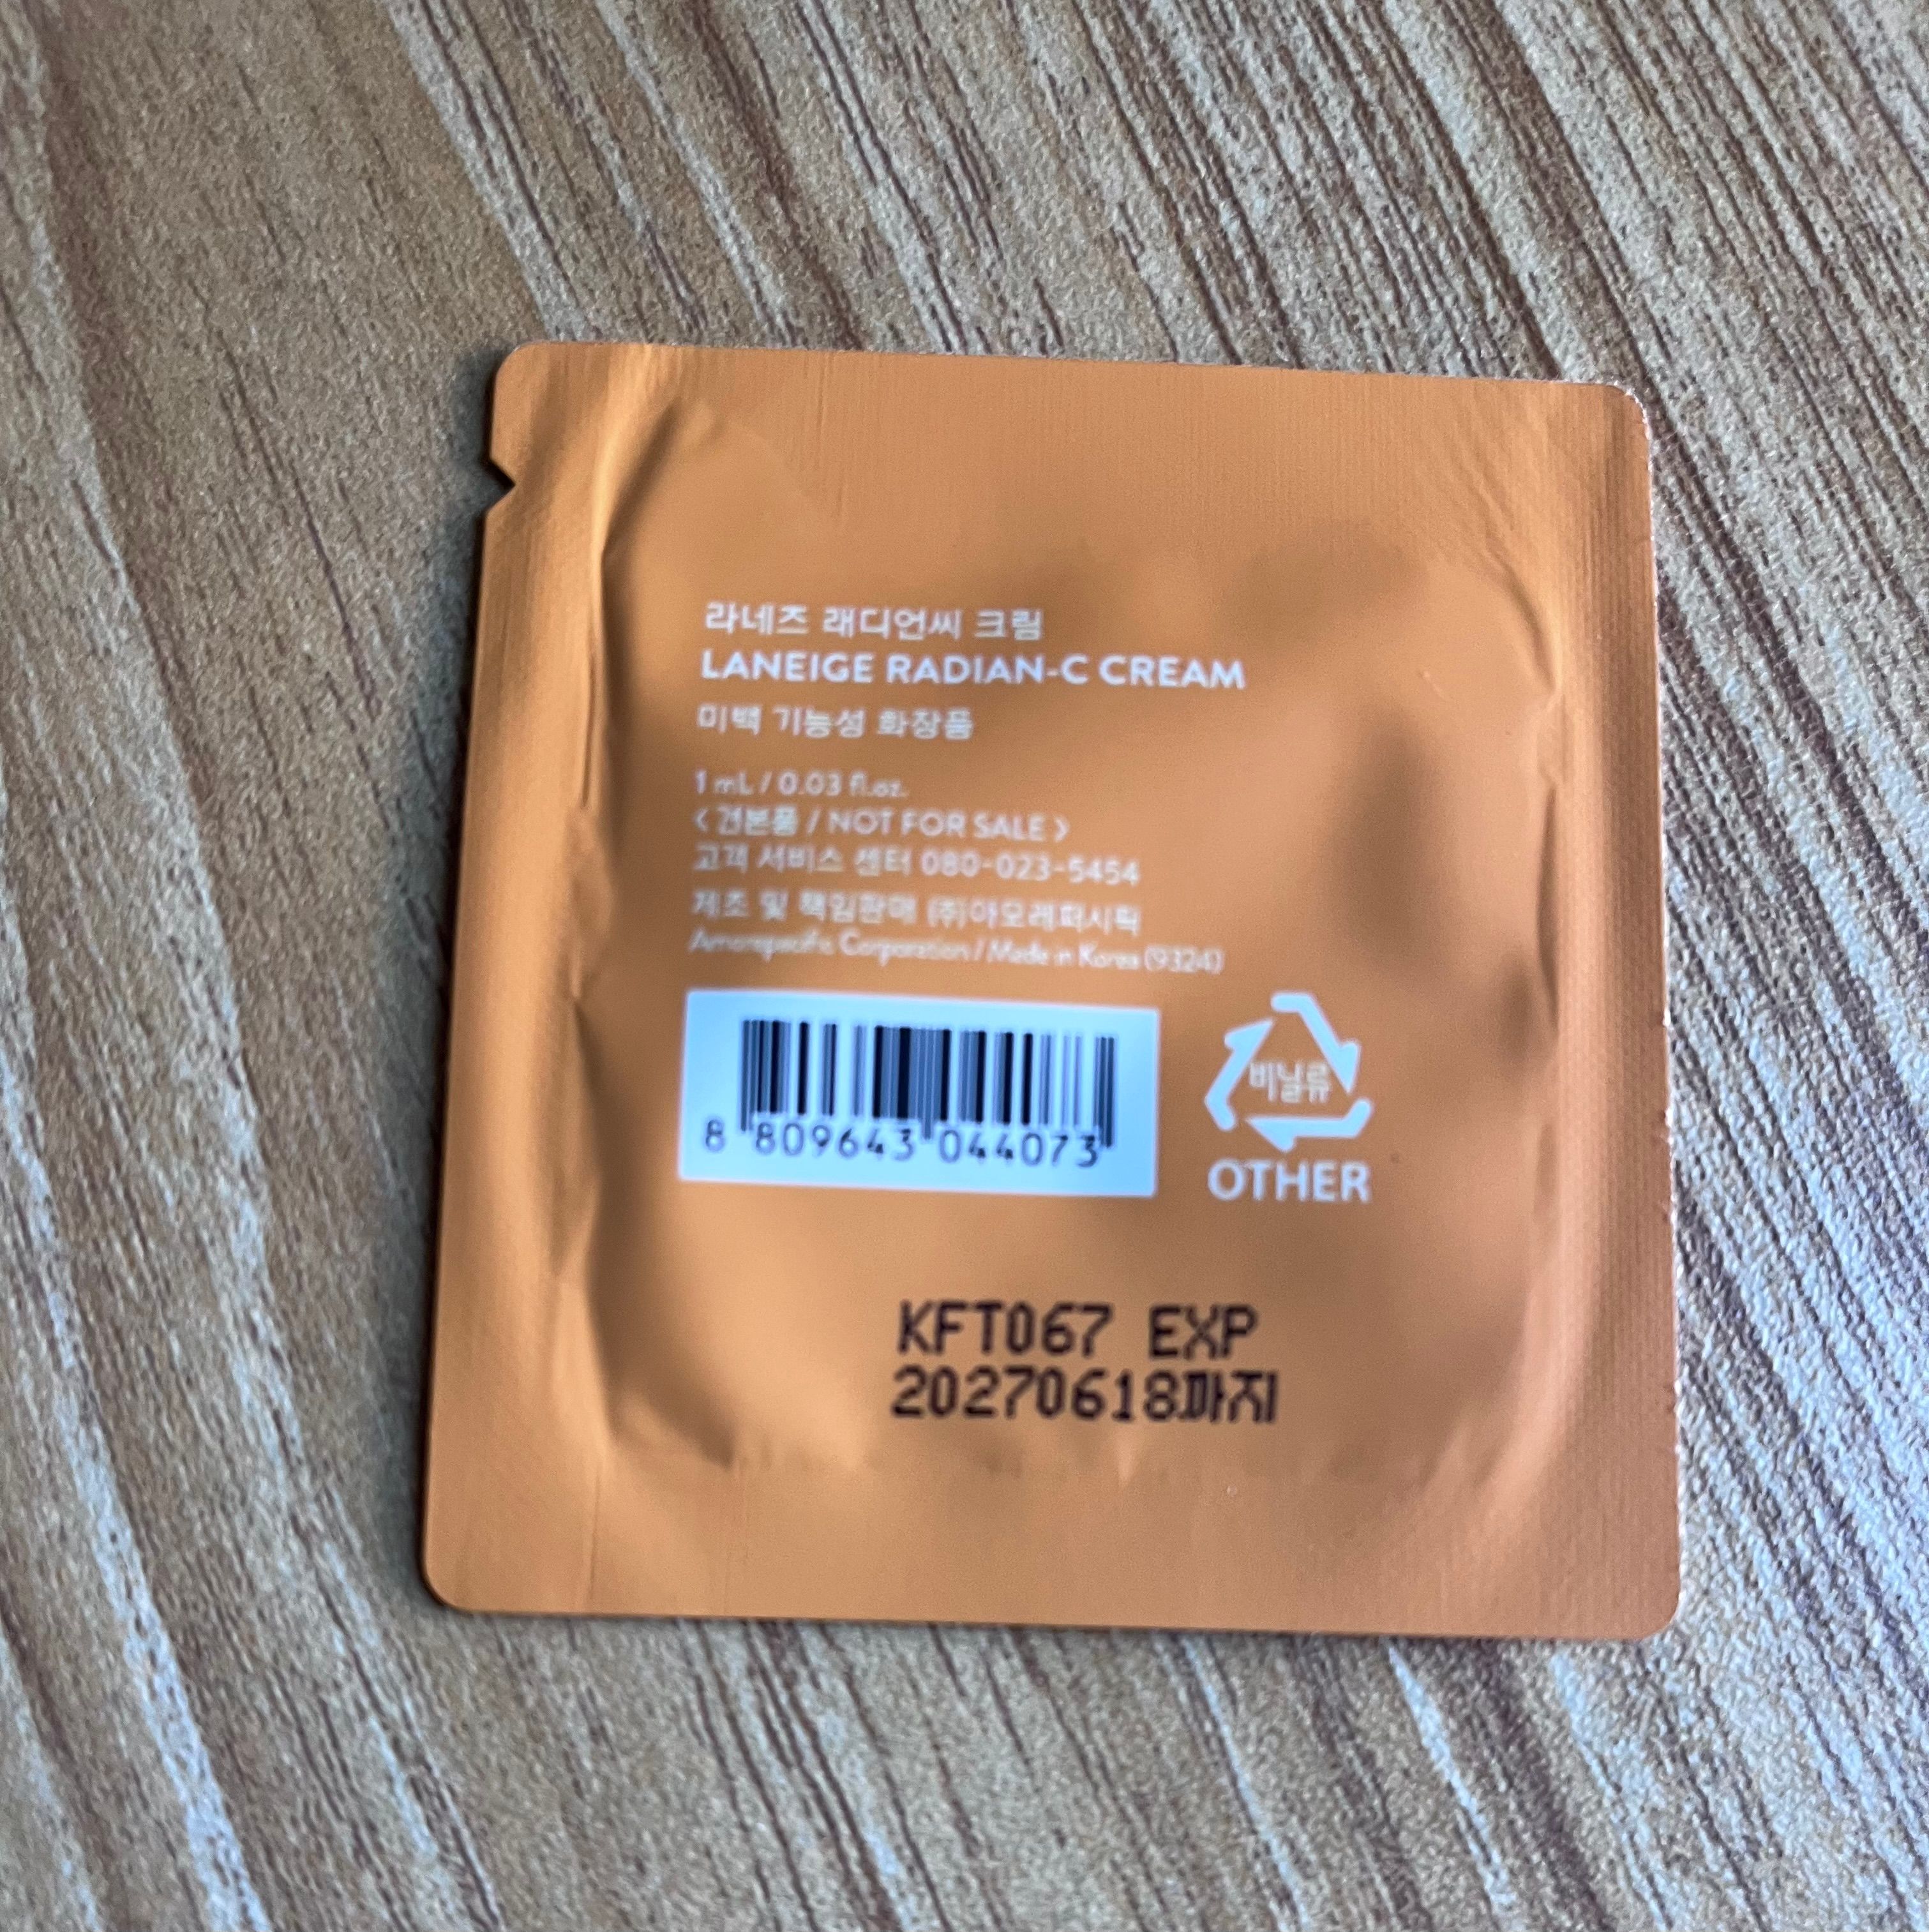 라네즈 래디언씨 크림
LANEIGE RADIAN-C CREAM
미백 기능성 화장품
1 mL / 0.03 fl.oz.
< 견본품 / NOT FOR SALE >
고객 서비스 센터 080-023-5454
제조 및 책임판매 (주)아모레퍼시픽
Amorepacific Corporation / Made in Korea (9324)
8 809643 044073
비닐류
OTHER
KFT067 EXP
20270618까지